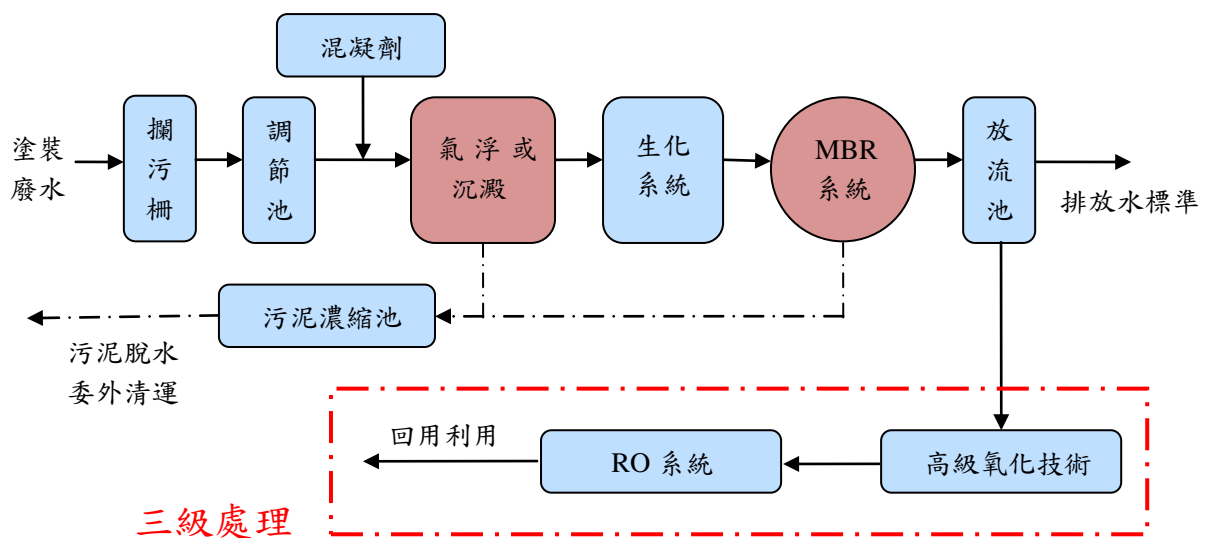 混凝劑
塗裝
廢水
攔
污
柵
調
節
池
氣浮或
沉澱
生化
系統
MBR
系統
放
流
池
排放水標準
污泥濃縮池
污泥脫水
委外清運
回用利用
RO 系統
高級氧化技術
三級處理